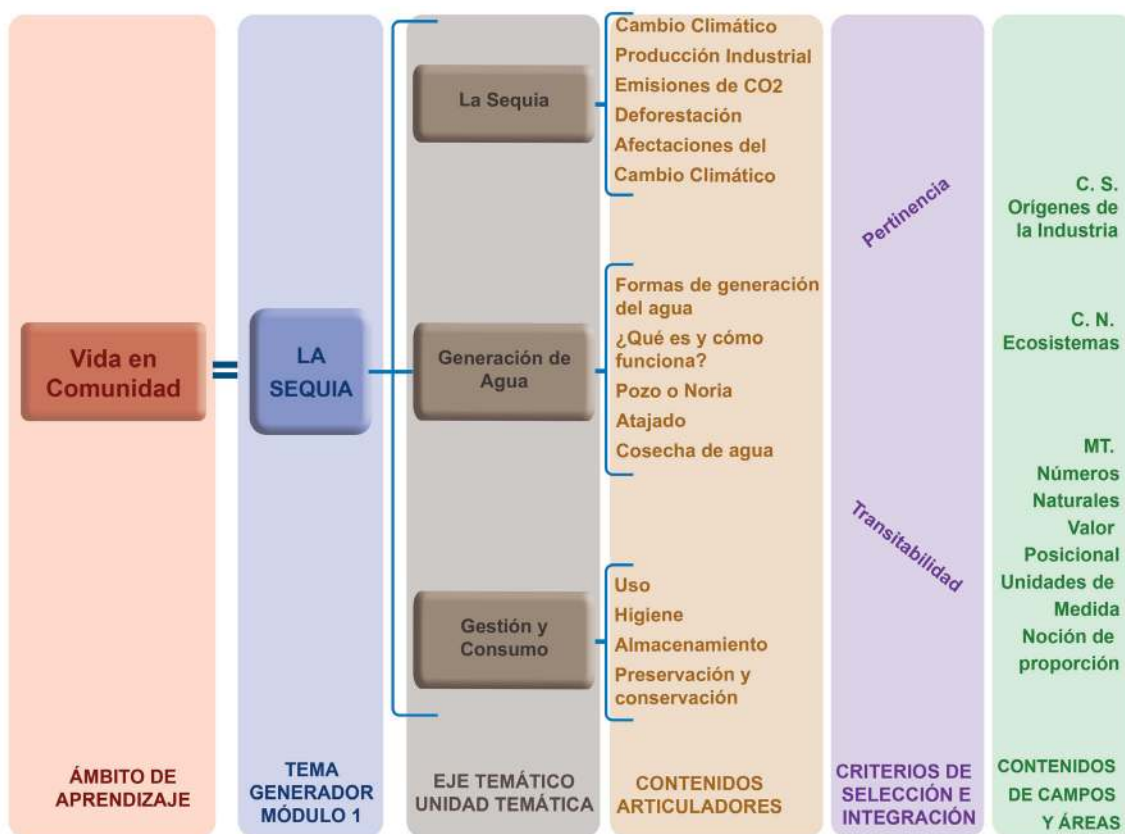 Vida en
Comunidad
=
ÁMBITO DE
APRENDIZAJE
LA
SEQUIA
TEMA
GENERADOR
MÓDULO 1
La Sequia
Generación de
Agua
Gestión y
Consumo
EJE TEMÁTICO
UNIDAD TEMÁTICA
Cambio Climático
Producción Industrial
Emisiones de CO2
Deforestación
Afectaciones del
Cambio Climático
Formas de generación
del agua
¿Qué es y cómo
funciona?
Pozo o Noria
Atajado
Cosecha de agua
Uso
Higiene
Almacenamiento
Preservación y
conservación
CONTENIDOS
ARTICULADORES
Pertinencia
Transitabilidad
CRITERIOS DE
SELECCIÓN E
INTEGRACIÓN
C. S.
Orígenes de
la Industria
C. N.
Ecosistemas
MT.
Números
Naturales
Valor
Posicional
Unidades de
Medida
Noción de
proporción
CONTENIDOS
DE CAMPOS
Y ÁREAS